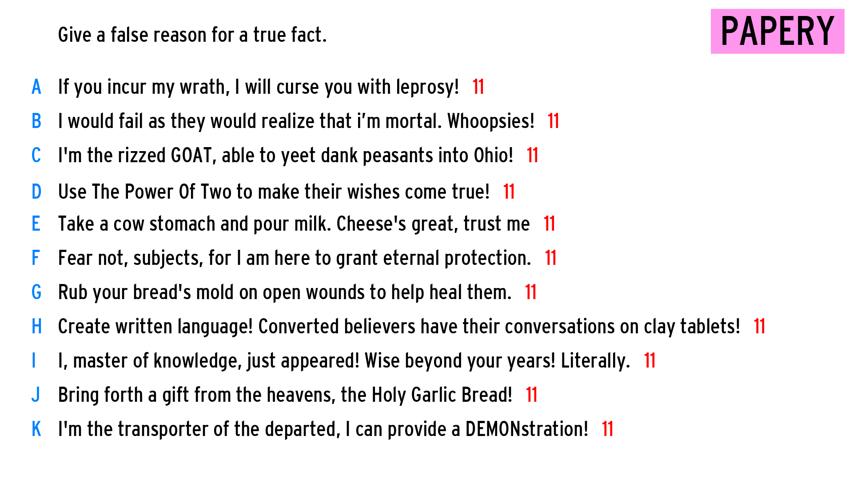 Give a false reason for a true fact.
PAPERY
A If you incur my wrath, I will curse you with leprosy! 11
B I would fail as they would realize that i'm mortal. Whoopsies! 11
C I'm the rizzed GOAT, able to yeet dank peasants into Ohio! 11
D Use The Power Of Two to make their wishes come true! 11
E Take a cow stomach and pour milk. Cheese's great, trust me 11
F Fear not, subjects, for I am here to grant eternal protection. 11
G Rub your bread's mold on open wounds to help heal them. 11
H Create written language! Converted believers have their conversations on clay tablets! 11
I I, master of knowledge, just appeared! Wise beyond your years! Literally. 11
J Bring forth a gift from the heavens, the Holy Garlic Bread! 11
K I'm the transporter of the departed, I can provide a DEMONstration! 11